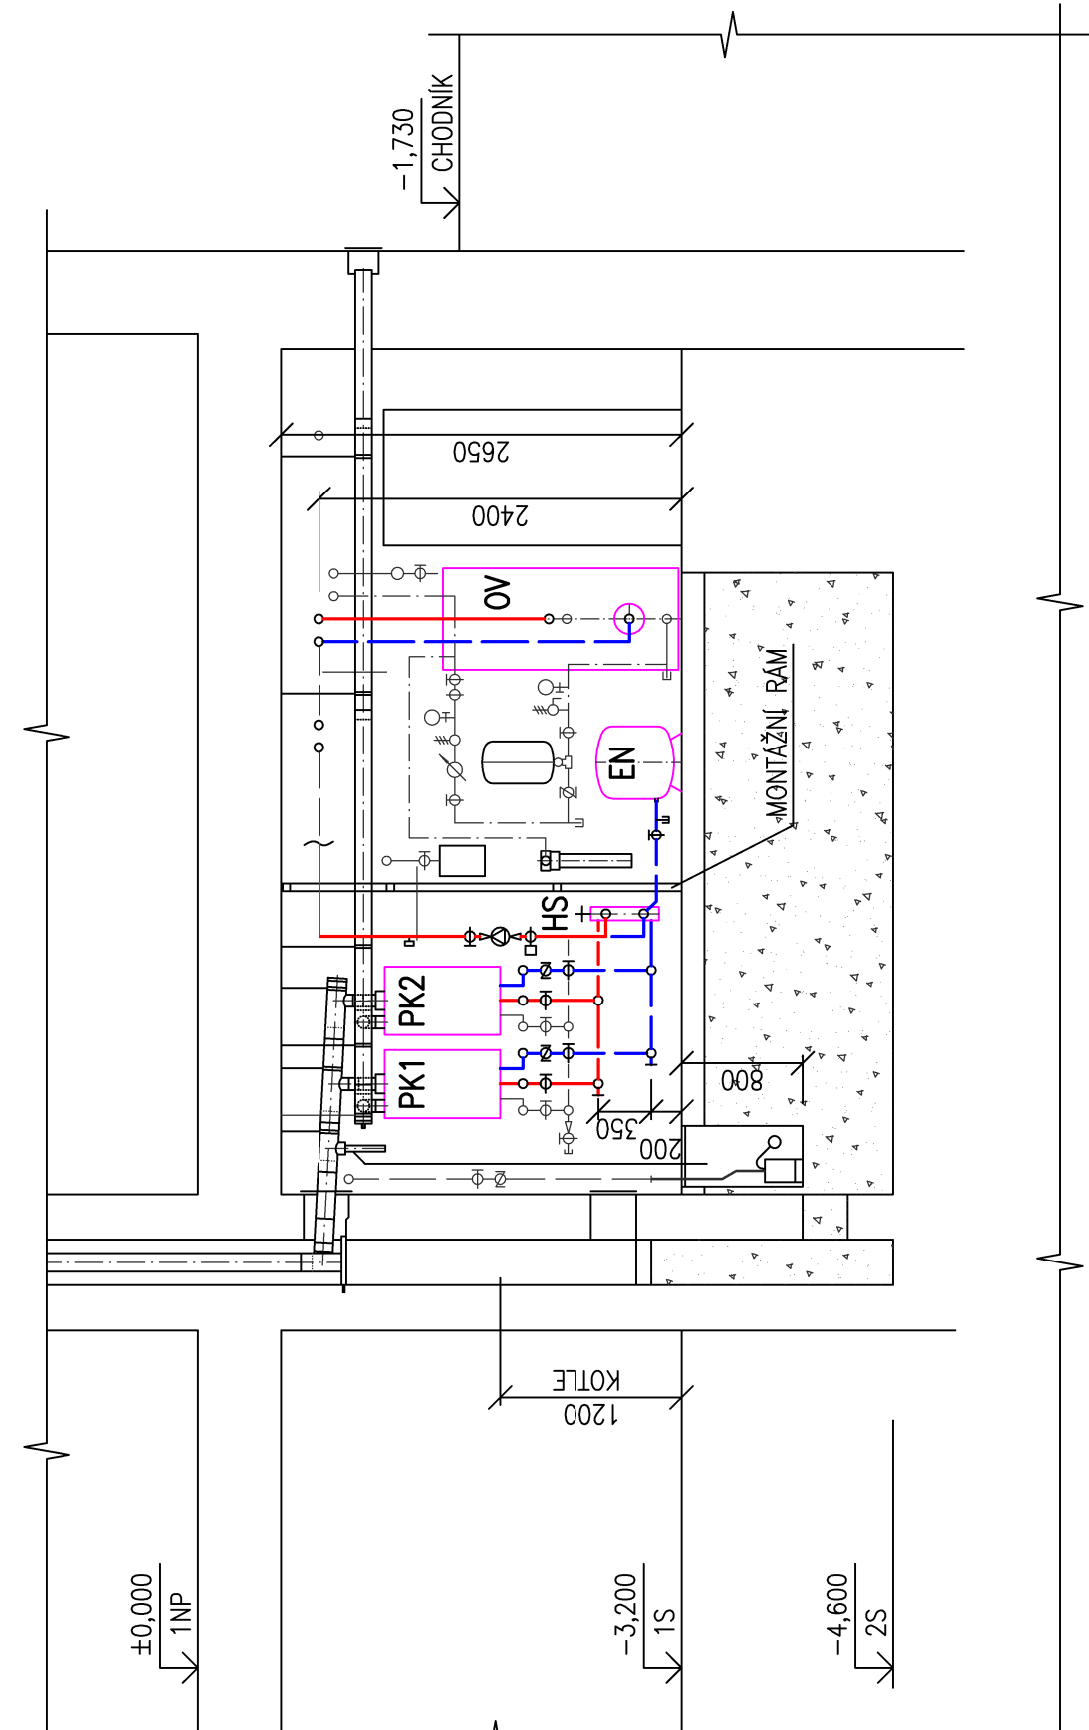 -1,730
CHODNÍK
2650
2400
OV
EN
MONTÁŽNÍ RÁM
HS
PK2
PK1
800
350
200
KOTLE
1200
±0,000
1NP
-3,200
1S
-4,600
2S